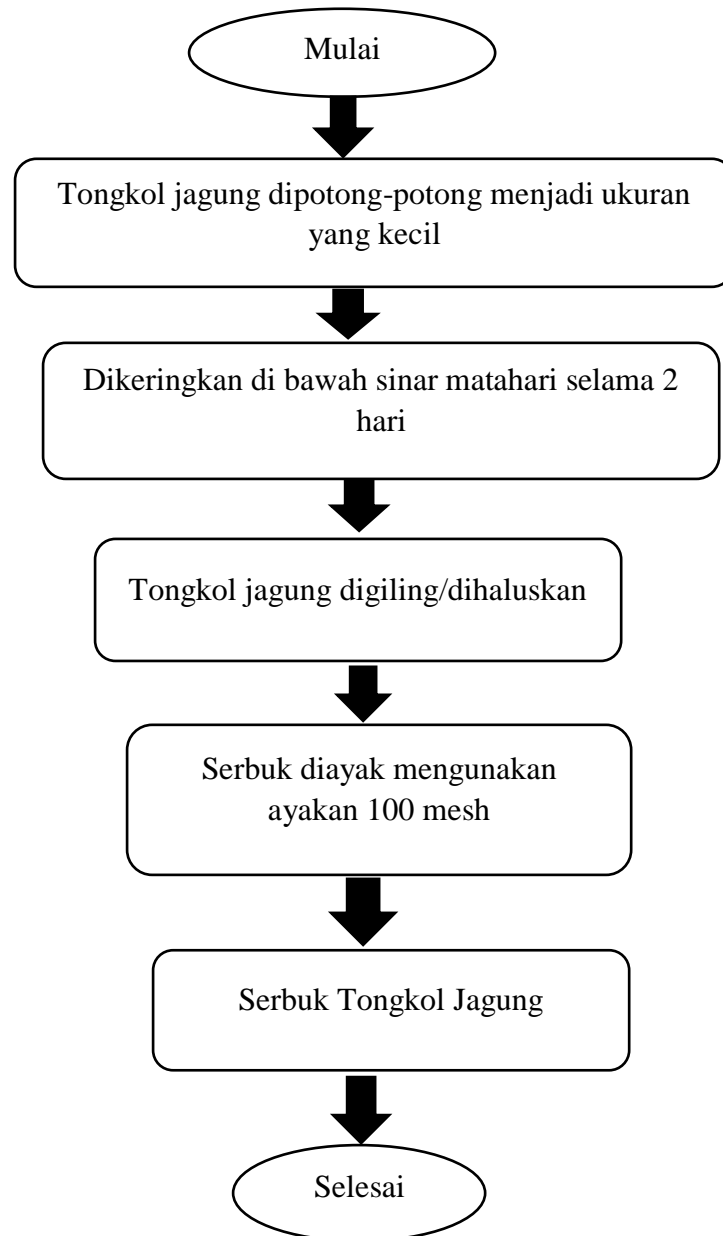 Mulai
Tongkol jagung dipotong-potong menjadi ukuran
yang kecil
Dikeringkan di bawah sinar matahari selama 2
hari
Tongkol jagung digiling/dihaluskan
Serbuk diayak mengunakan
ayakan 100 mesh
Serbuk Tongkol Jagung
Selesai